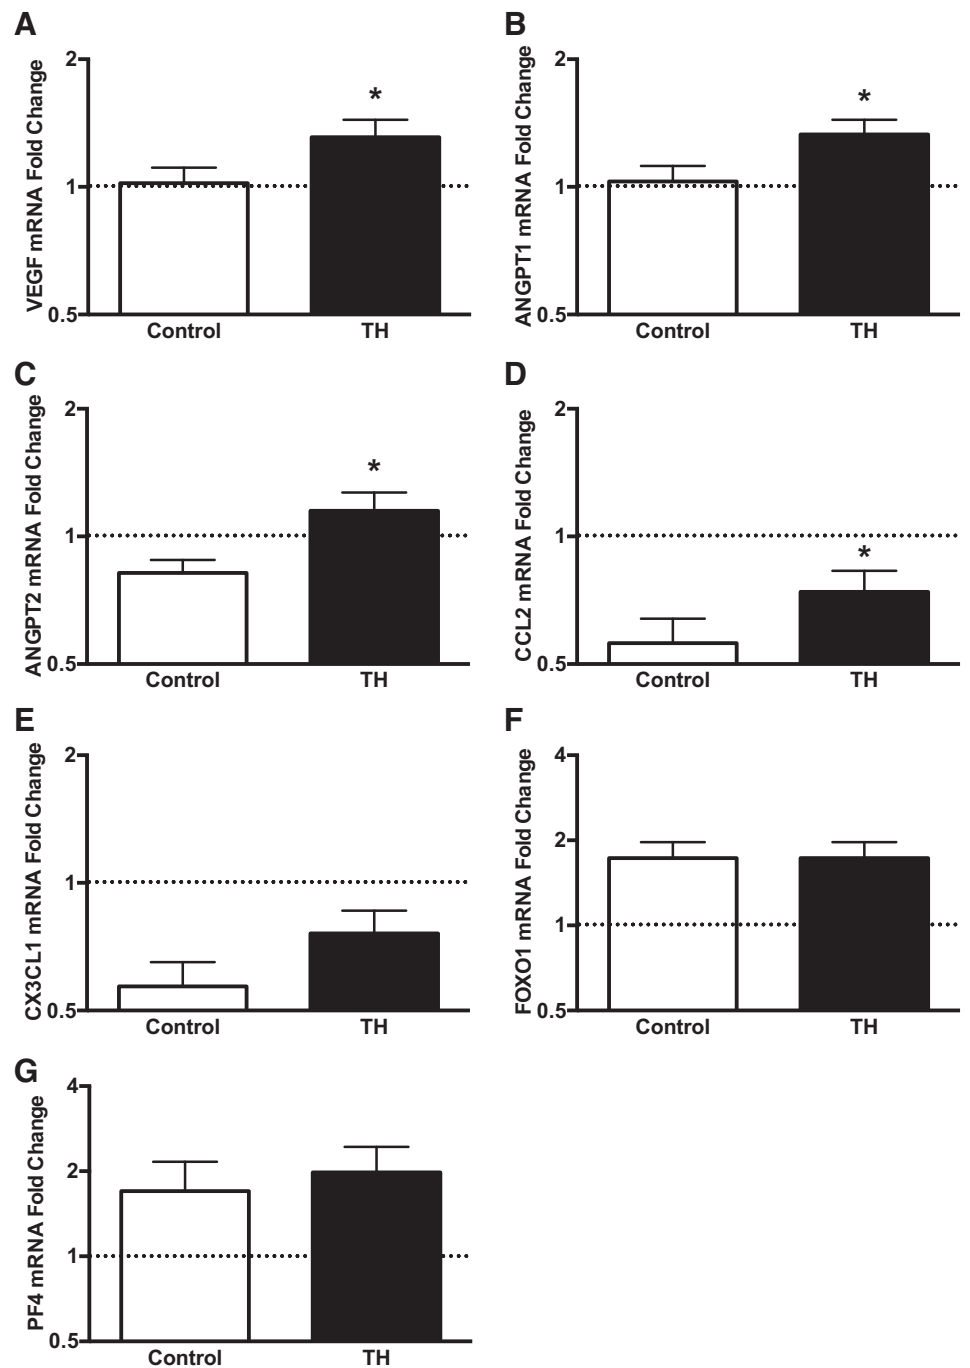 A
VEGF mRNA Fold Change
2
1
0.5
*
Control
TH
B
ANGPT1 mRNA Fold Change
2
1
0.5
*
Control
TH
C
ANGPT2 mRNA Fold Change
2
1
0.5
*
Control
TH
D
CCL2 mRNA Fold Change
2
1
0.5
*
Control
TH
E
CX3CL1 mRNA Fold Change
2
1
0.5
Control
TH
F
FOXO1 mRNA Fold Change
4
2
1
0.5
Control
TH
G
PF4 mRNA Fold Change
4
2
1
0.5
Control
TH